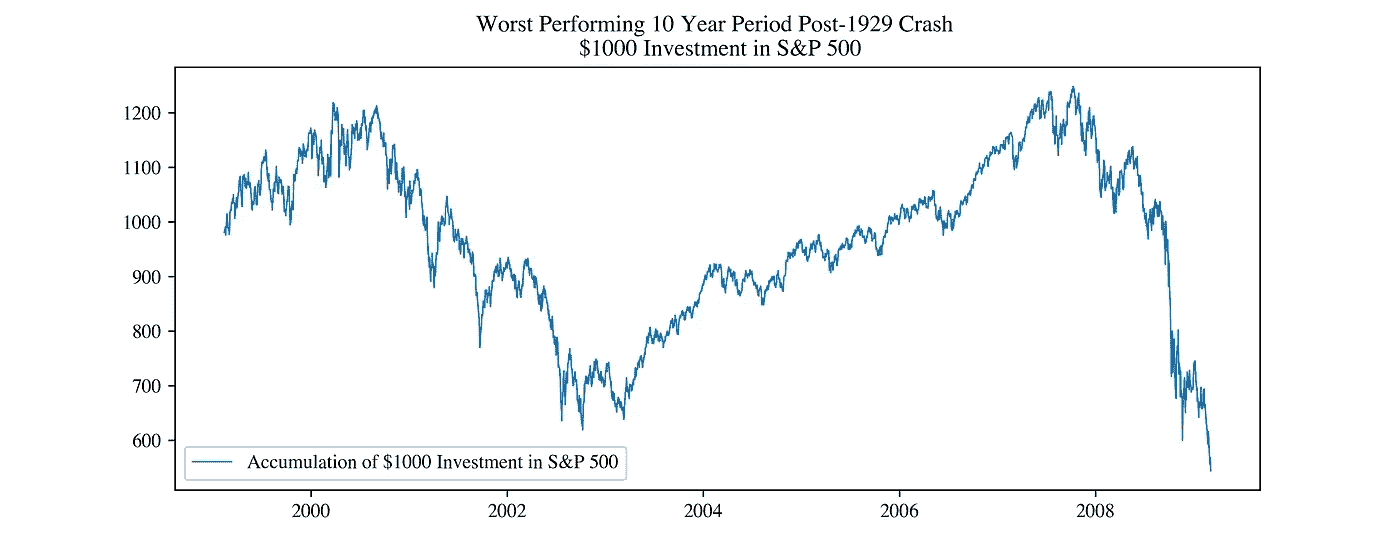 Worst Performing 10 Year Period Post-1929 Crash
$1000 Investment in S&P 500
1200
1100
1000
900
800
700
600
Accumulation of $1000 Investment in S&P 500
2000 2002 2004 2006 2008